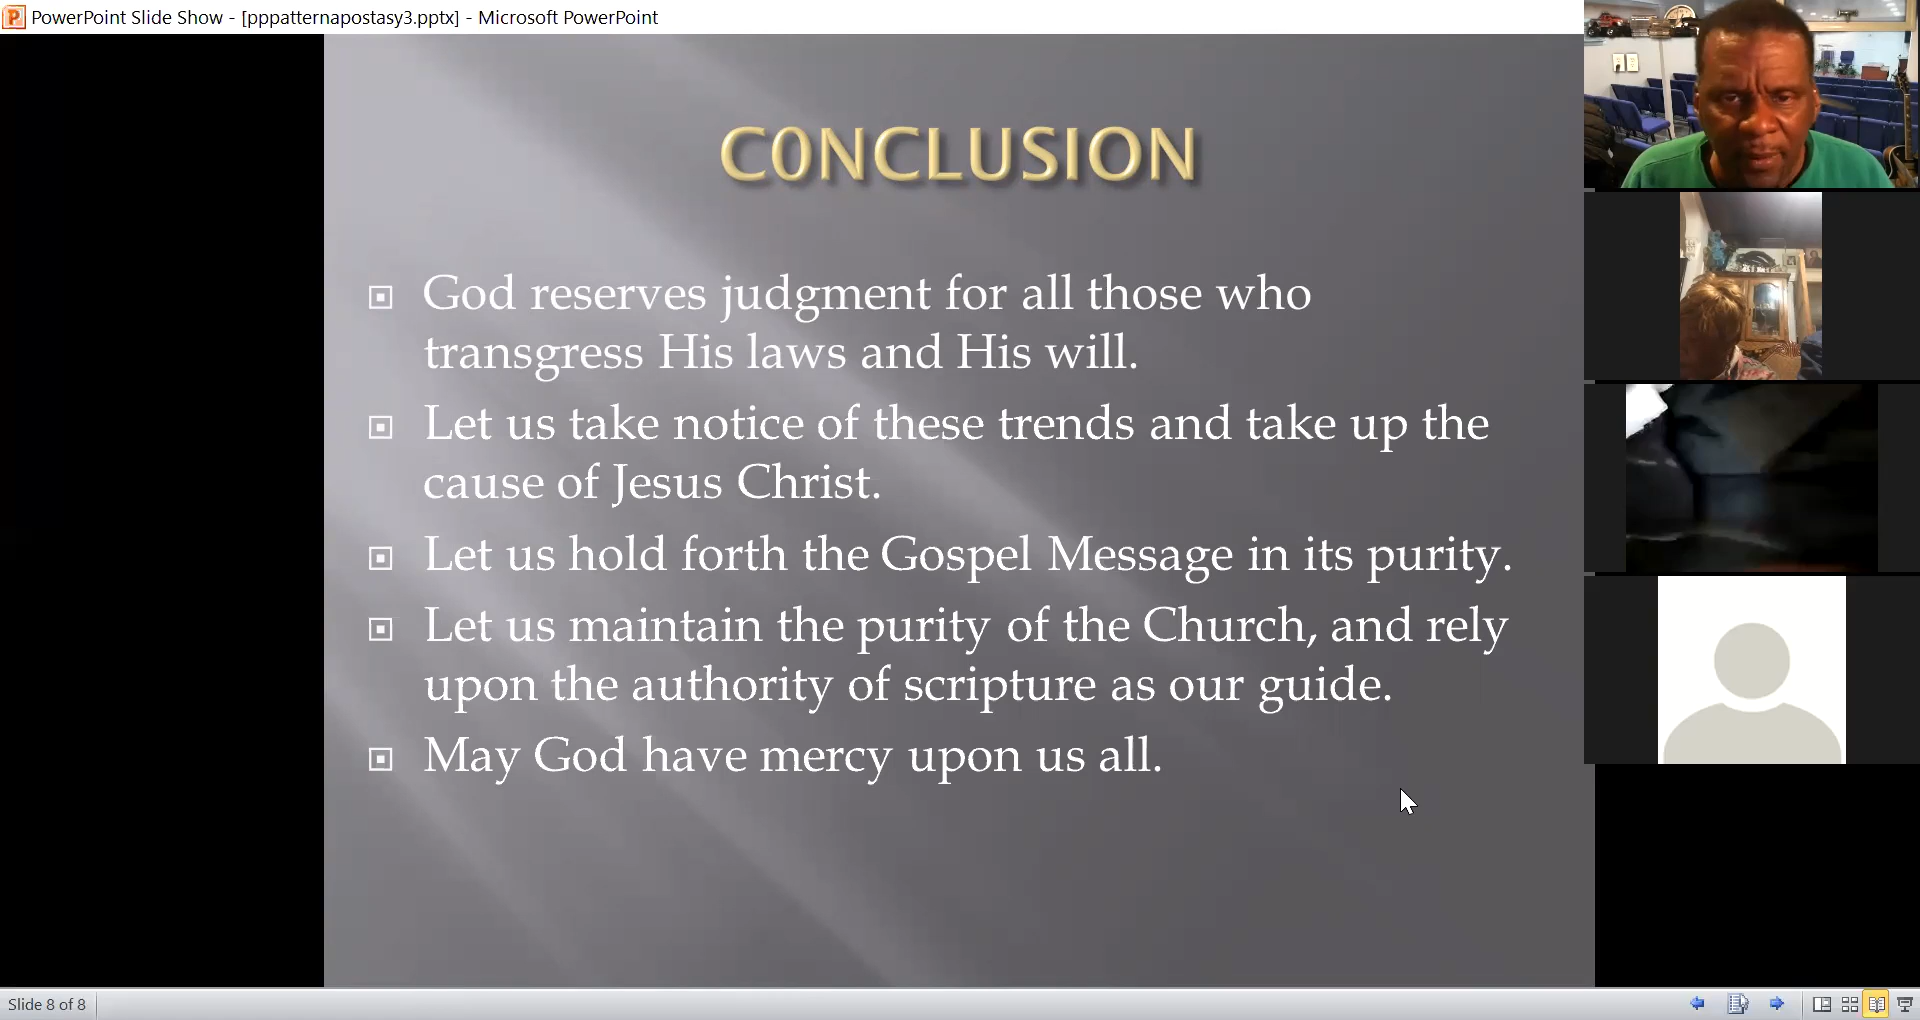 PowerPoint Slide Show - [pppatternapostasy3.pptx] - Microsoft PowerPoint
C0NCLUSION
God reserves judgment for all those who
transgress His laws and His will.
Let us take notice of these trends and take up the
cause of Jesus Christ.
Let us hold forth the Gospel Message in its purity.
Let us maintain the purity of the Church, and rely
upon the authority of scripture as our guide.
May God have mercy upon us all.
Slide 8 of 8